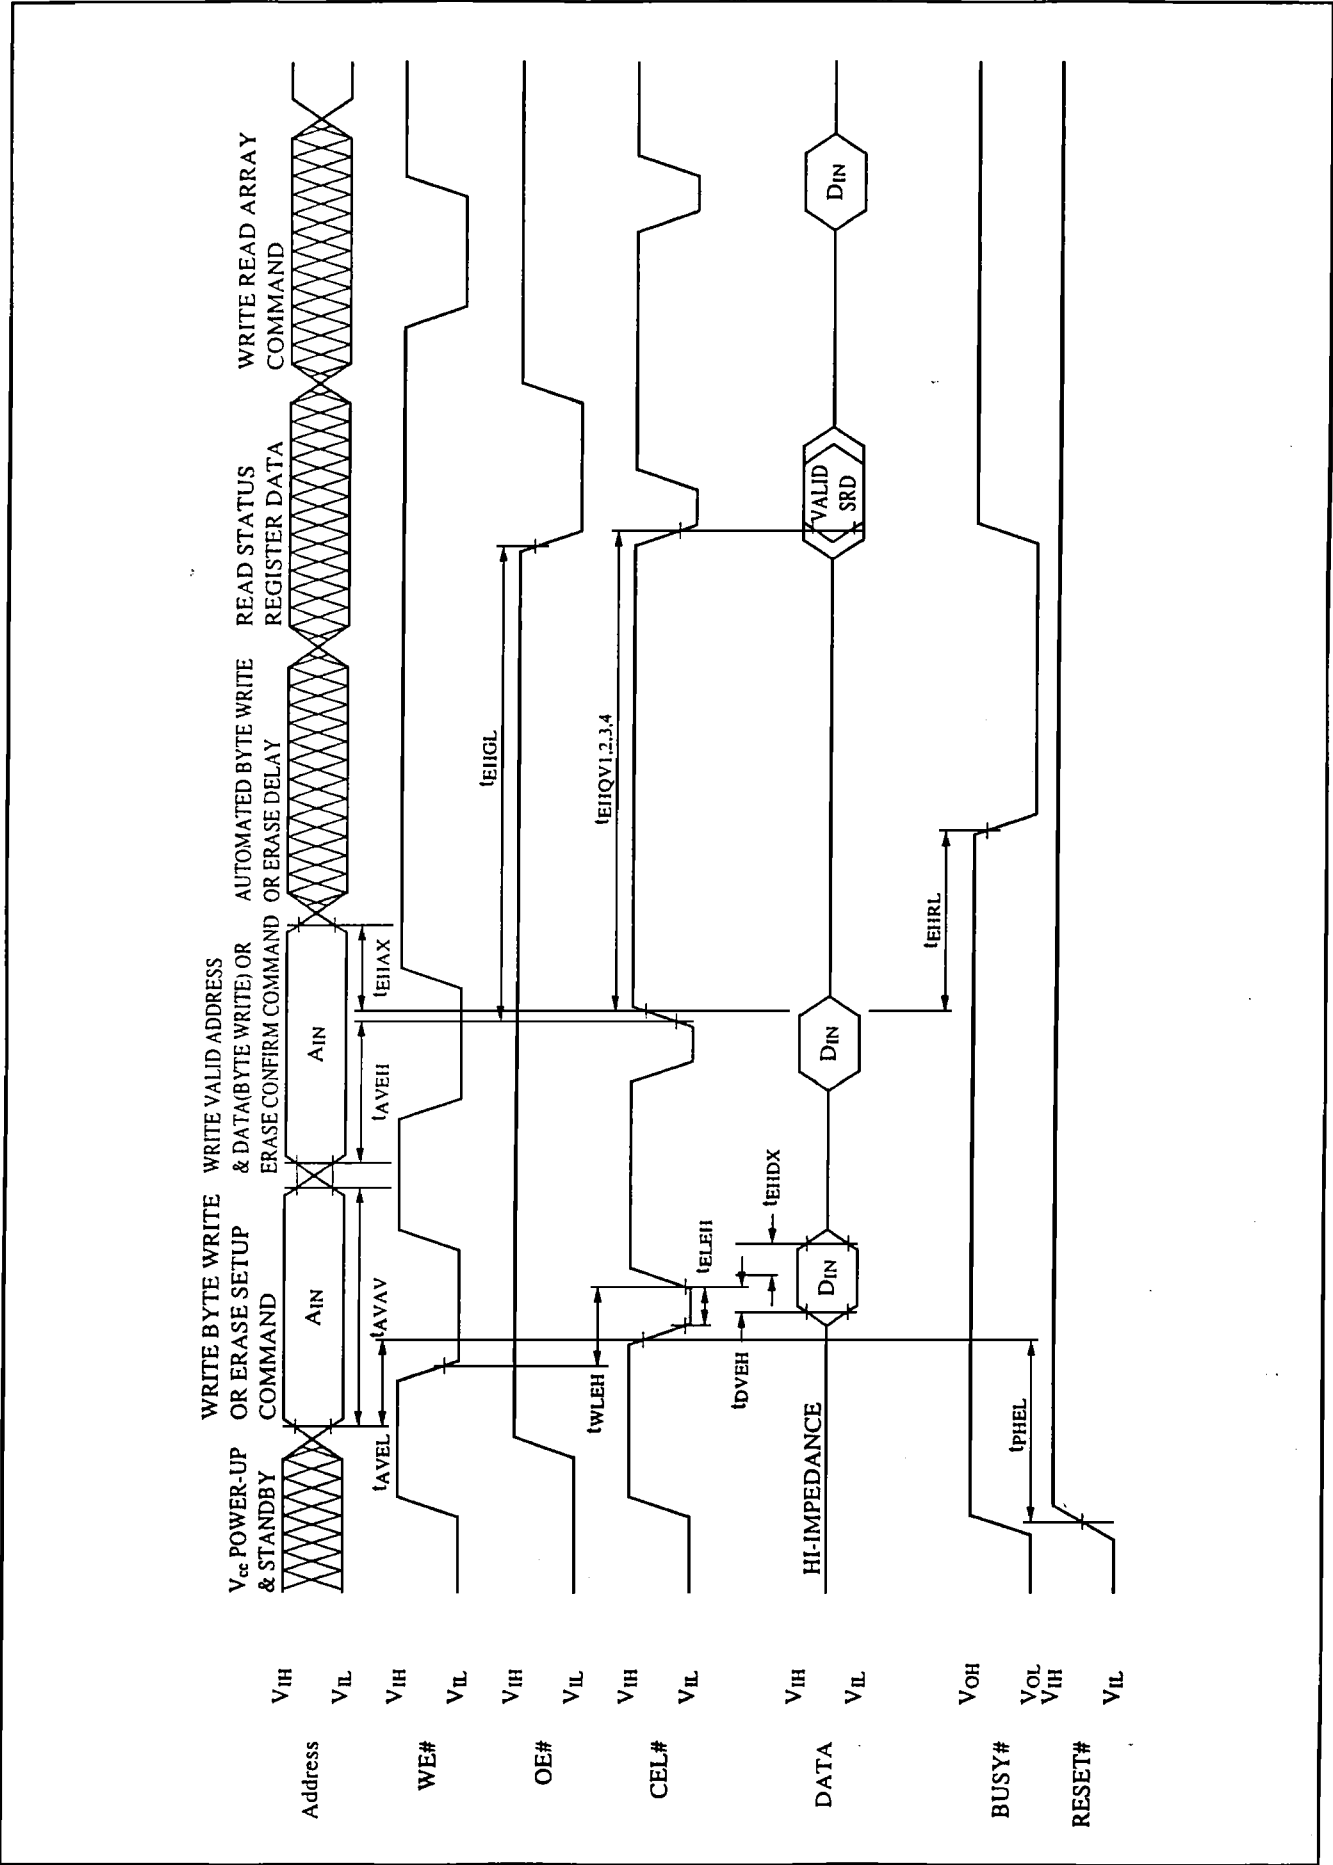 Vcc POWER-UP
& STANDBY
WRITE BYTE WRITE
OR ERASE SETUP
COMMAND
WRITE VALID ADDRESS
& DATA(BYTE WRITE) OR
ERASE CONFIRM COMMAND
AUTOMATED BYTE WRITE
OR ERASE DELAY
READ STATUS
REGISTER DATA
WRITE READ ARRAY
COMMAND
Address
VIH
VIL
AIN
AIN
tAVEL
tAVAV
tAVEH
tEHAX
WE#
VIH
VIL
OE#
VIH
VIL
tEHGL
CEL#
VIH
VIL
tWLEH
tELEH
tEHQV1,2,3,4
tDVEH
tEHDX
DATA
VIH
VIL
HI-IMPEDANCE
DIN
DIN
VALID
SRD
DIN
tEHRL
BUSY#
VOH
VOL
tPHEL
RESET#
VIH
VIL